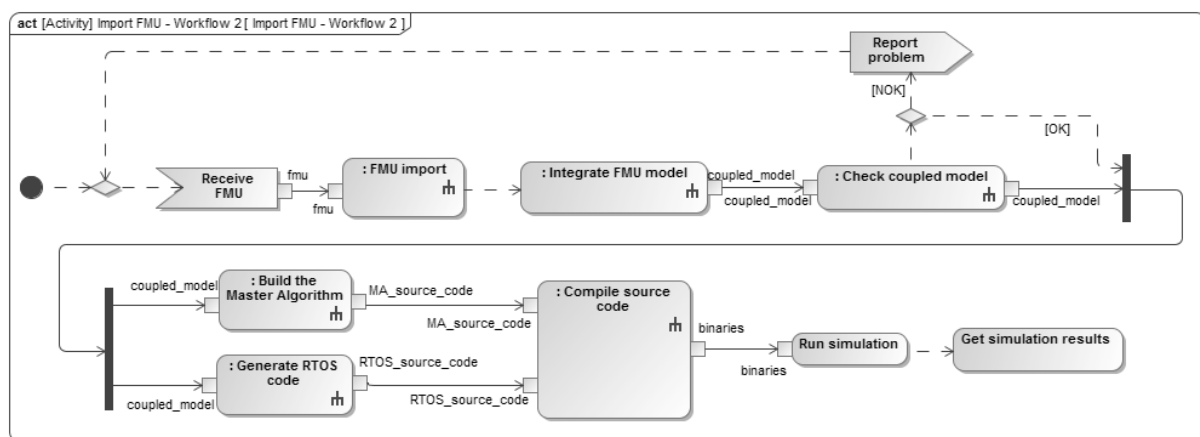 act [Activity] Import FMU - Workflow 2 [ Import FMU - Workflow 2 ]
Report
problem
[NOK]
[OK]
Receive
FMU
fmu
fmu
: FMU import
: Integrate FMU model
coupled_model
coupled_model
: Check coupled model
coupled_model
coupled_model
: Build the
Master Algorithm
MA_source_code
MA_source_code
: Compile source
code
coupled_model
: Generate RTOS
code
RTOS_source_code
RTOS_source_code
binaries
binaries
Run simulation
Get simulation results